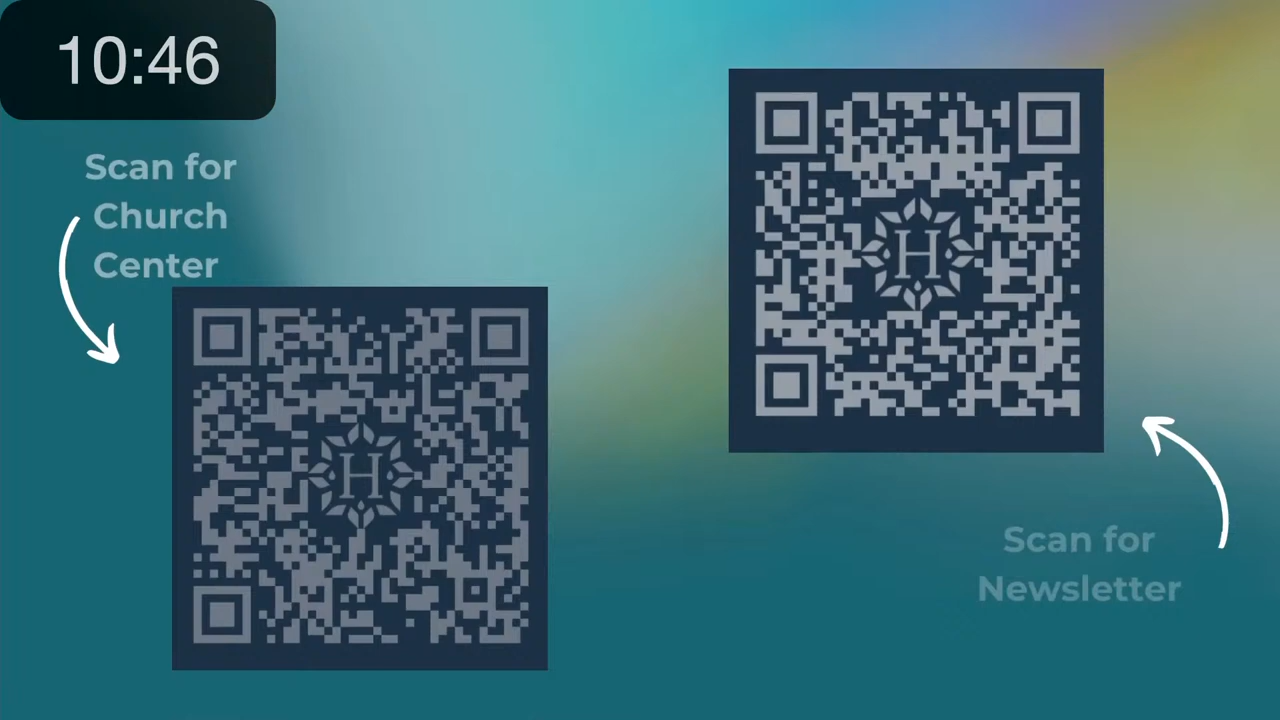 10:46
Scan for
Church
Center
H
H
Scan for
Newsletter